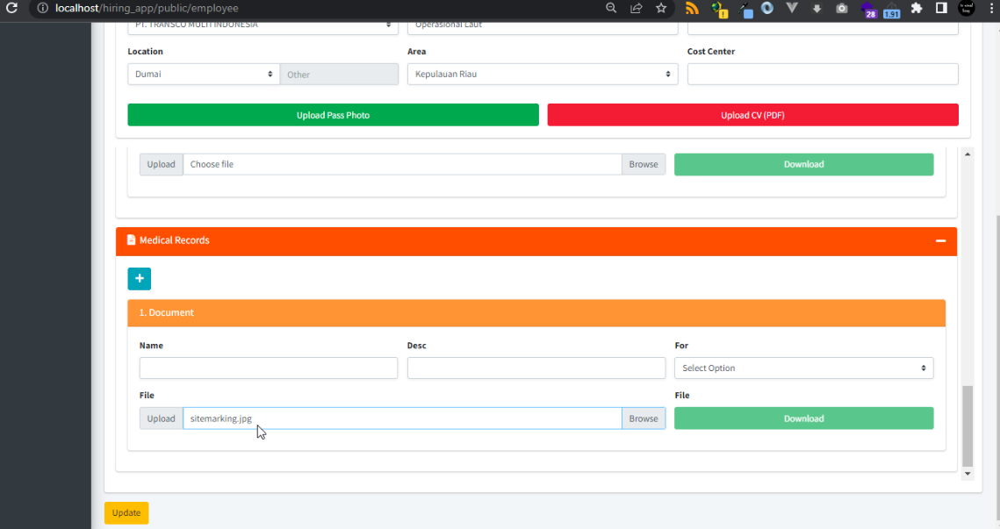 localhost/hiring_app/public/employee
28 1.91
PT. TRANSCO MULTI INDONESIA Operasional Laut
Location Area Cost Center
Dumai Other Kepulauan Riau
Upload Pass Photo Upload CV (PDF)
Upload Choose file Browse Download
Medical Records
+
1. Document
Name Desc For
Select Option
File File
Upload sitemarking.jpg Browse Download
Update